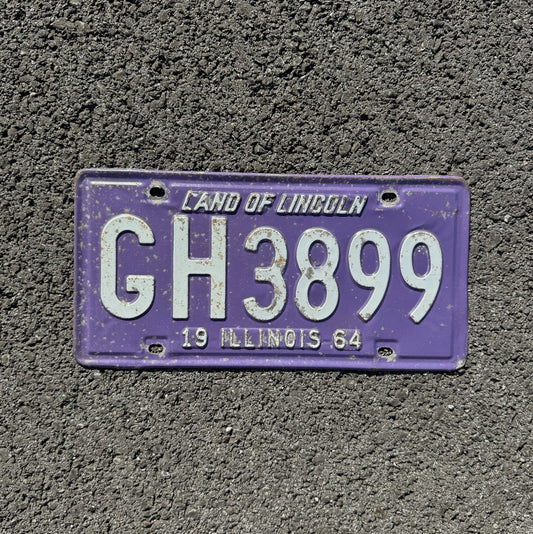 LAND OF LINCOLN
GH3899
19 ILLINOIS 64